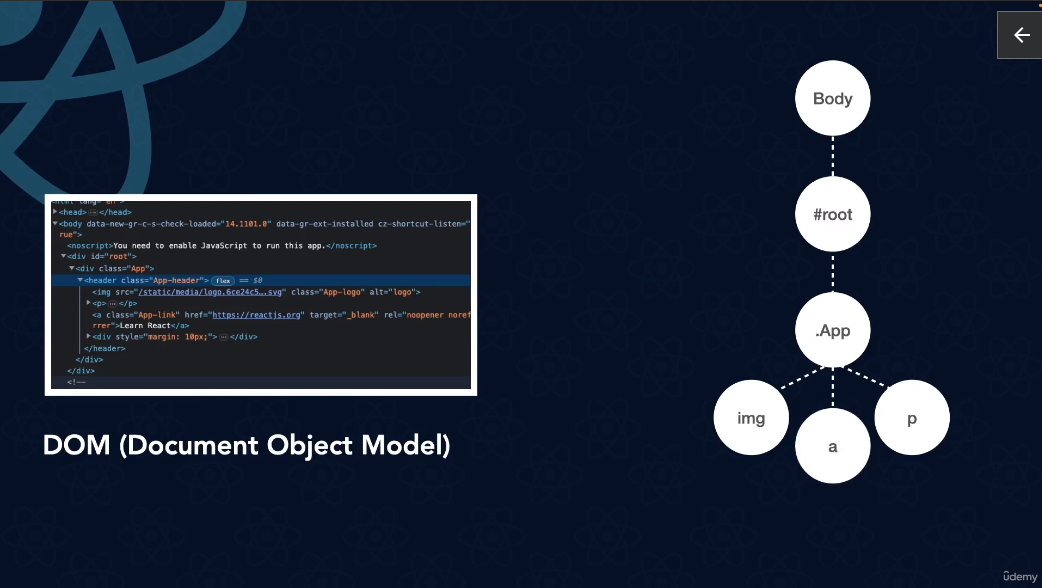 <html lang="en">
<head>…</head>
<body data-new-gr-c-s-check-loaded="14.1101.0" data-gr-ext-installed cz-shortcut-listen="
rue">
<noscript>You need to enable JavaScript to run this app.</noscript>
<div id="root">
<div class="App">
<header class="App-header"> flex == $0
<img src="/static/media/logo.6ce24c5….svg" class="App-logo" alt="logo">
<p>…</p>
<a class="App-link" href="https://reactjs.org" target="_blank" rel="noopener noref
rrer">Learn React</a>
<div style="margin: 10px;">…</div>
</header>
</div>
</div>
<!--
DOM (Document Object Model)
Body
#root
.App
img
a
p
ûdemy